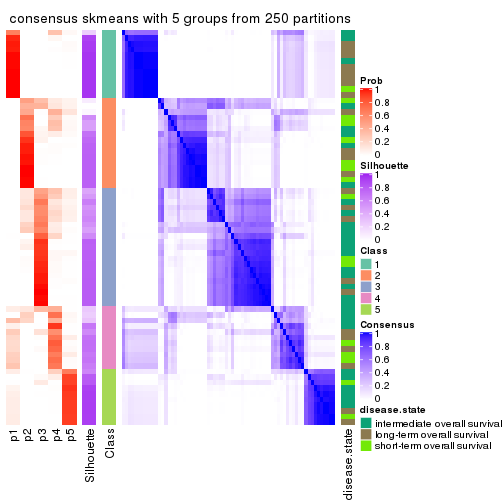 consensus skmeans with 5 groups from 250 partitions
Prob
1
0.8
0.6
0.4
0.2
0
Silhouette
1
0.8
0.6
0.4
0.2
0
Class
1
2
3
4
5
Consensus
1
0.8
0.6
0.4
0.2
0
disease.state
intermediate overall survival
long-term overall survival
short-term overall survival
p1
p2
p3
p4
p5
Silhouette
Class
disease.state